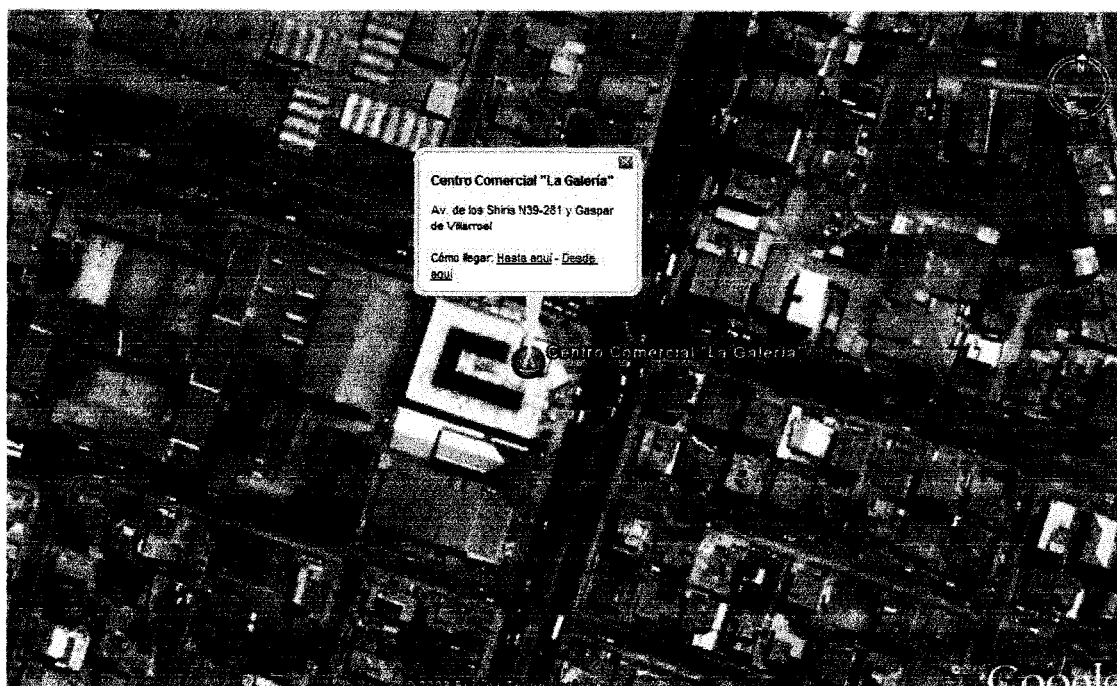 N
Centro Comercial "La Galería"
Av. de los Shiris N39-281 y Gaspar
de Villarroel
Cómo llegar: Hasta aquí - Desde
aquí
Centro Comercial "La Galería"
Google